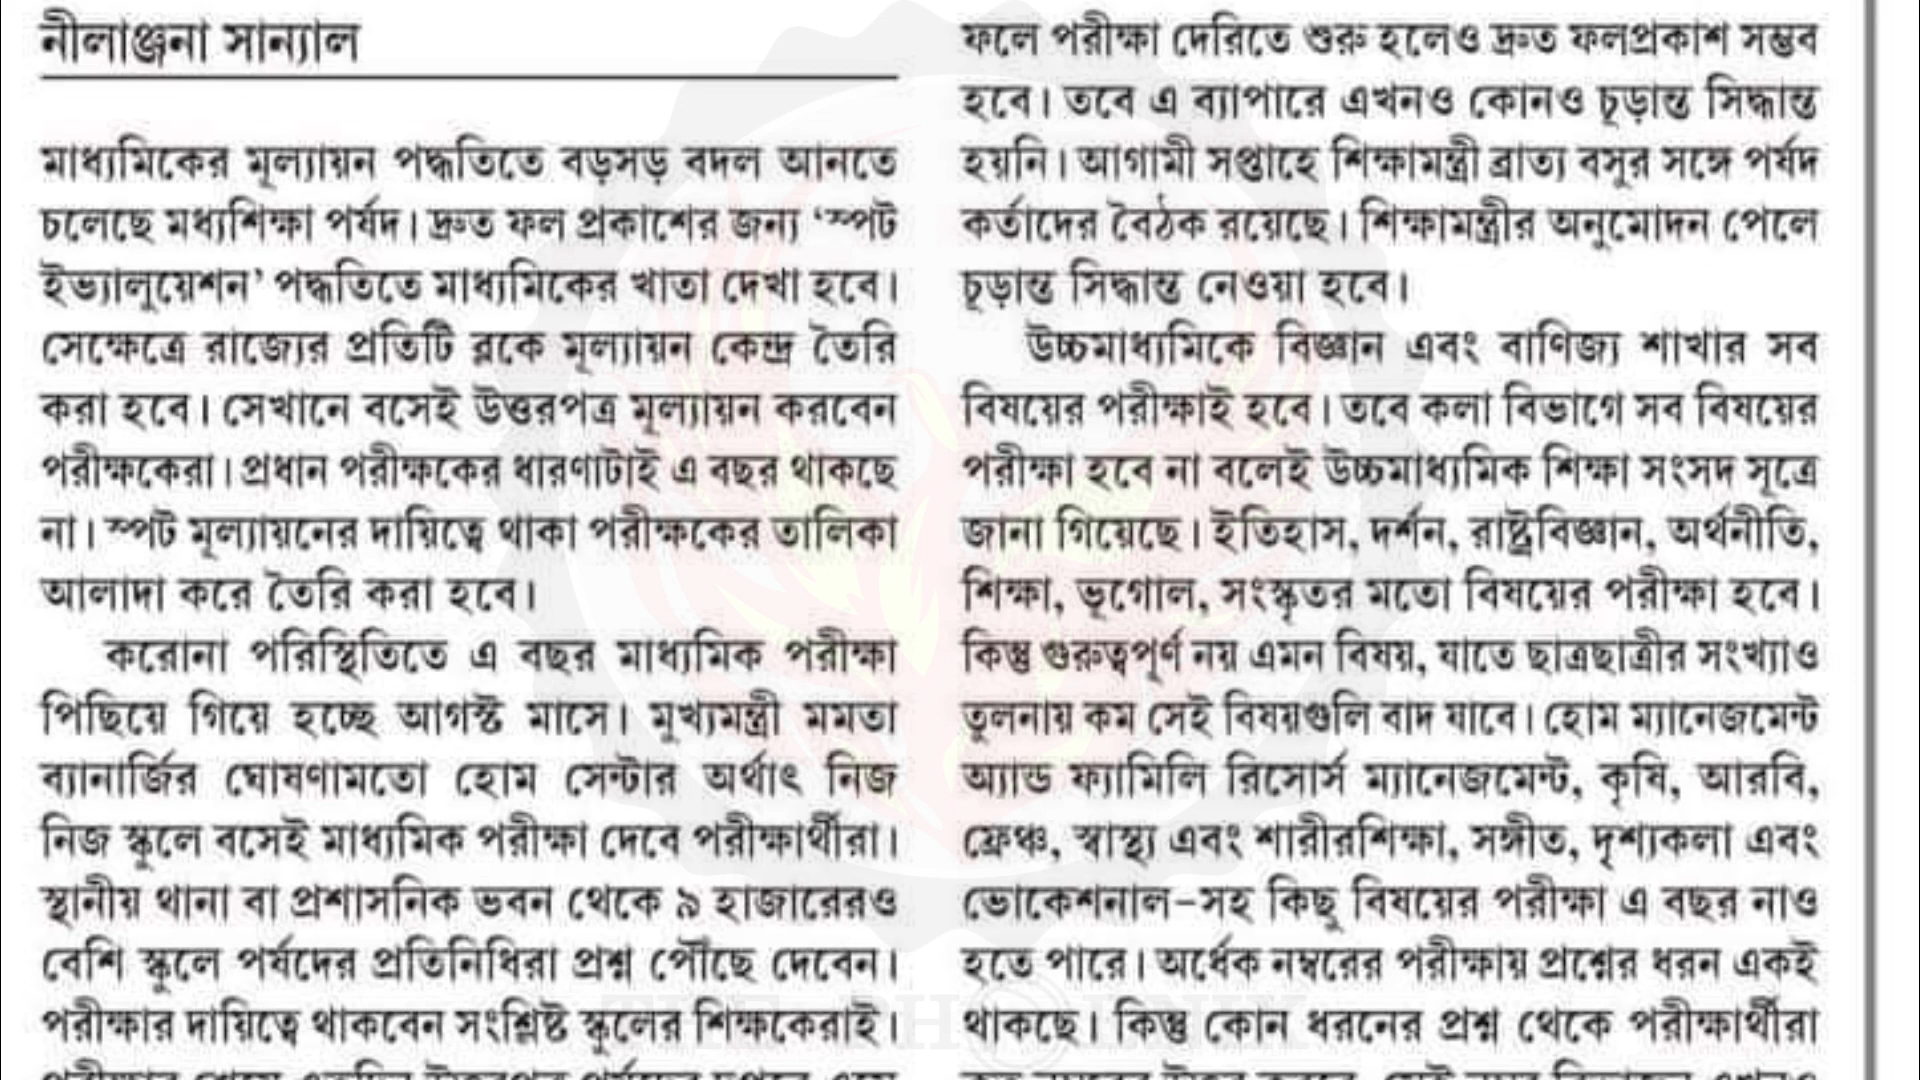 নীলাঞ্জনা সান্যাল
মাধ্যমিকের মূল্যায়ন পদ্ধতিতে বড়সড় বদল আনতে
চলেছে মধ্যশিক্ষা পর্ষদ। দ্রুত ফল প্রকাশের জন্য ‘স্পট
ইভ্যালুয়েশন’ পদ্ধতিতে মাধ্যমিকের খাতা দেখা হবে।
সেক্ষেত্রে রাজ্যের প্রতিটি ব্লকে মূল্যায়ন কেন্দ্র তৈরি
করা হবে। সেখানে বসেই উত্তরপত্র মূল্যায়ন করবেন
পরীক্ষকেরা। প্রধান পরীক্ষকের ধারণাটাই এ বছর থাকছে
না। স্পট মূল্যায়নের দায়িত্বে থাকা পরীক্ষকের তালিকা
আলাদা করে তৈরি করা হবে।
করোনা পরিস্থিতিতে এ বছর মাধ্যমিক পরীক্ষা
পিছিয়ে গিয়ে হচ্ছে আগস্ট মাসে। মুখ্যমন্ত্রী মমতা
ব্যানার্জির ঘোষণামতো হোম সেন্টার অর্থাৎ নিজ
নিজ স্কুলে বসেই মাধ্যমিক পরীক্ষা দেবে পরীক্ষার্থীরা।
স্থানীয় থানা বা প্রশাসনিক ভবন থেকে ৯ হাজারেরও
বেশি স্কুলে পর্ষদের প্রতিনিধিরা প্রশ্ন পৌঁছে দেবেন।
পরীক্ষার দায়িত্বে থাকবেন সংশ্লিষ্ট স্কুলের শিক্ষকেরাই।
ফলে পরীক্ষা দেরিতে শুরু হলেও দ্রুত ফলপ্রকাশ সম্ভব
হবে। তবে এ ব্যাপারে এখনও কোনও চূড়ান্ত সিদ্ধান্ত
হয়নি। আগামী সপ্তাহে শিক্ষামন্ত্রী ব্রাত্য বসুর সঙ্গে পর্ষদ
কর্তাদের বৈঠক রয়েছে। শিক্ষামন্ত্রীর অনুমোদন পেলে
চূড়ান্ত সিদ্ধান্ত নেওয়া হবে।
উচ্চমাধ্যমিকে বিজ্ঞান এবং বাণিজ্য শাখার সব
বিষয়ের পরীক্ষাই হবে। তবে কলা বিভাগে সব বিষয়ের
পরীক্ষা হবে না বলেই উচ্চমাধ্যমিক শিক্ষা সংসদ সূত্রে
জানা গিয়েছে। ইতিহাস, দর্শন, রাষ্ট্রবিজ্ঞান, অর্থনীতি,
শিক্ষা, ভূগোল, সংস্কৃতর মতো বিষয়ের পরীক্ষা হবে।
কিন্তু গুরুত্বপূর্ণ নয় এমন বিষয়, যাতে ছাত্রছাত্রীর সংখ্যাও
তুলনায় কম সেই বিষয়গুলি বাদ যাবে। হোম ম্যানেজমেন্ট
অ্যান্ড ফ্যামিলি রিসোর্স ম্যানেজমেন্ট, কৃষি, আরবি,
ফ্রেঞ্চ, স্বাস্থ্য এবং শারীরশিক্ষা, সঙ্গীত, দৃশ্যকলা এবং
ভোকেশনাল-সহ কিছু বিষয়ের পরীক্ষা এ বছর নাও
হতে পারে। অর্ধেক নম্বরের পরীক্ষায় প্রশ্নের ধরন একই
থাকছে। কিন্তু কোন ধরনের প্রশ্ন থেকে পরীক্ষার্থীরা